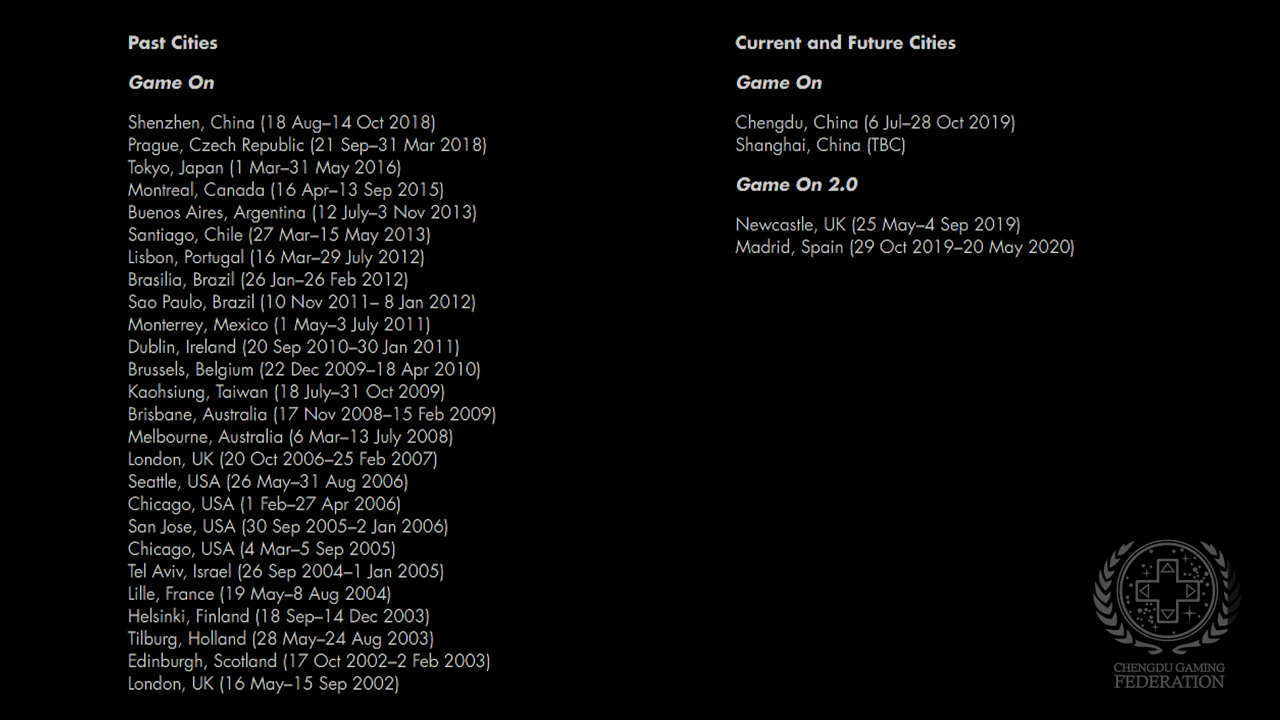 Past Cities
Game On
Shenzhen, China (18 Aug–14 Oct 2018)
Prague, Czech Republic (21 Sep–31 Mar 2018)
Tokyo, Japan (1 Mar–31 May 2016)
Montreal, Canada (16 Apr–13 Sep 2015)
Buenos Aires, Argentina (12 July–3 Nov 2013)
Santiago, Chile (27 Mar–15 May 2013)
Lisbon, Portugal (16 Mar–29 July 2012)
Brasilia, Brazil (26 Jan–26 Feb 2012)
Sao Paulo, Brazil (10 Nov 2011– 8 Jan 2012)
Monterrey, Mexico (1 May–3 July 2011)
Dublin, Ireland (20 Sep 2010–30 Jan 2011)
Brussels, Belgium (22 Dec 2009–18 Apr 2010)
Kaohsiung, Taiwan (18 July–31 Oct 2009)
Brisbane, Australia (17 Nov 2008–15 Feb 2009)
Melbourne, Australia (6 Mar–13 July 2008)
London, UK (20 Oct 2006–25 Feb 2007)
Seattle, USA (26 May–31 Aug 2006)
Chicago, USA (1 Feb–27 Apr 2006)
San Jose, USA (30 Sep 2005–2 Jan 2006)
Chicago, USA (4 Mar–5 Sep 2005)
Tel Aviv, Israel (26 Sep 2004–1 Jan 2005)
Lille, France (19 May–8 Aug 2004)
Helsinki, Finland (18 Sep–14 Dec 2003)
Tilburg, Holland (28 May–24 Aug 2003)
Edinburgh, Scotland (17 Oct 2002–2 Feb 2003)
London, UK (16 May–15 Sep 2002)
Current and Future Cities
Game On
Chengdu, China (6 Jul–28 Oct 2019)
Shanghai, China (TBC)
Game On 2.0
Newcastle, UK (25 May–4 Sep 2019)
Madrid, Spain (29 Oct 2019–20 May 2020)
CHENGDU GAMING
FEDERATION